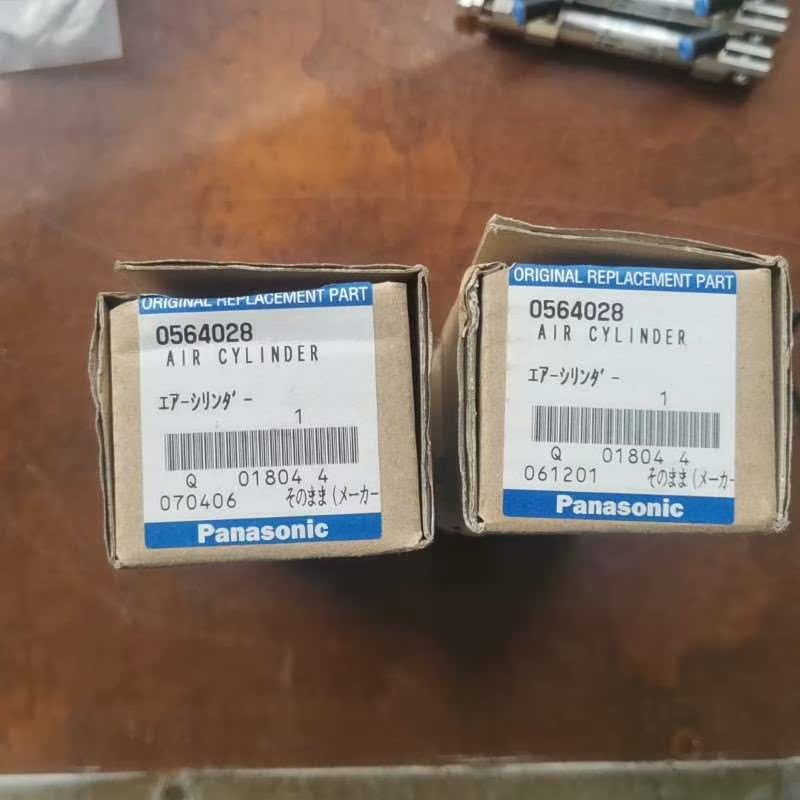 ORIGINAL REPLACEMENT PART
0564028
AIR CYLINDER
エアーシリンダ゛ー
1
Q 01804 4
070406 そのまま(メーカー
Panasonic
ORIGINAL REPLACEMENT PART
0564028
AIR CYLINDER
エアーシリンダ゛ー
1
Q 01804 4
061201 そのまま(メーカー
Panasonic